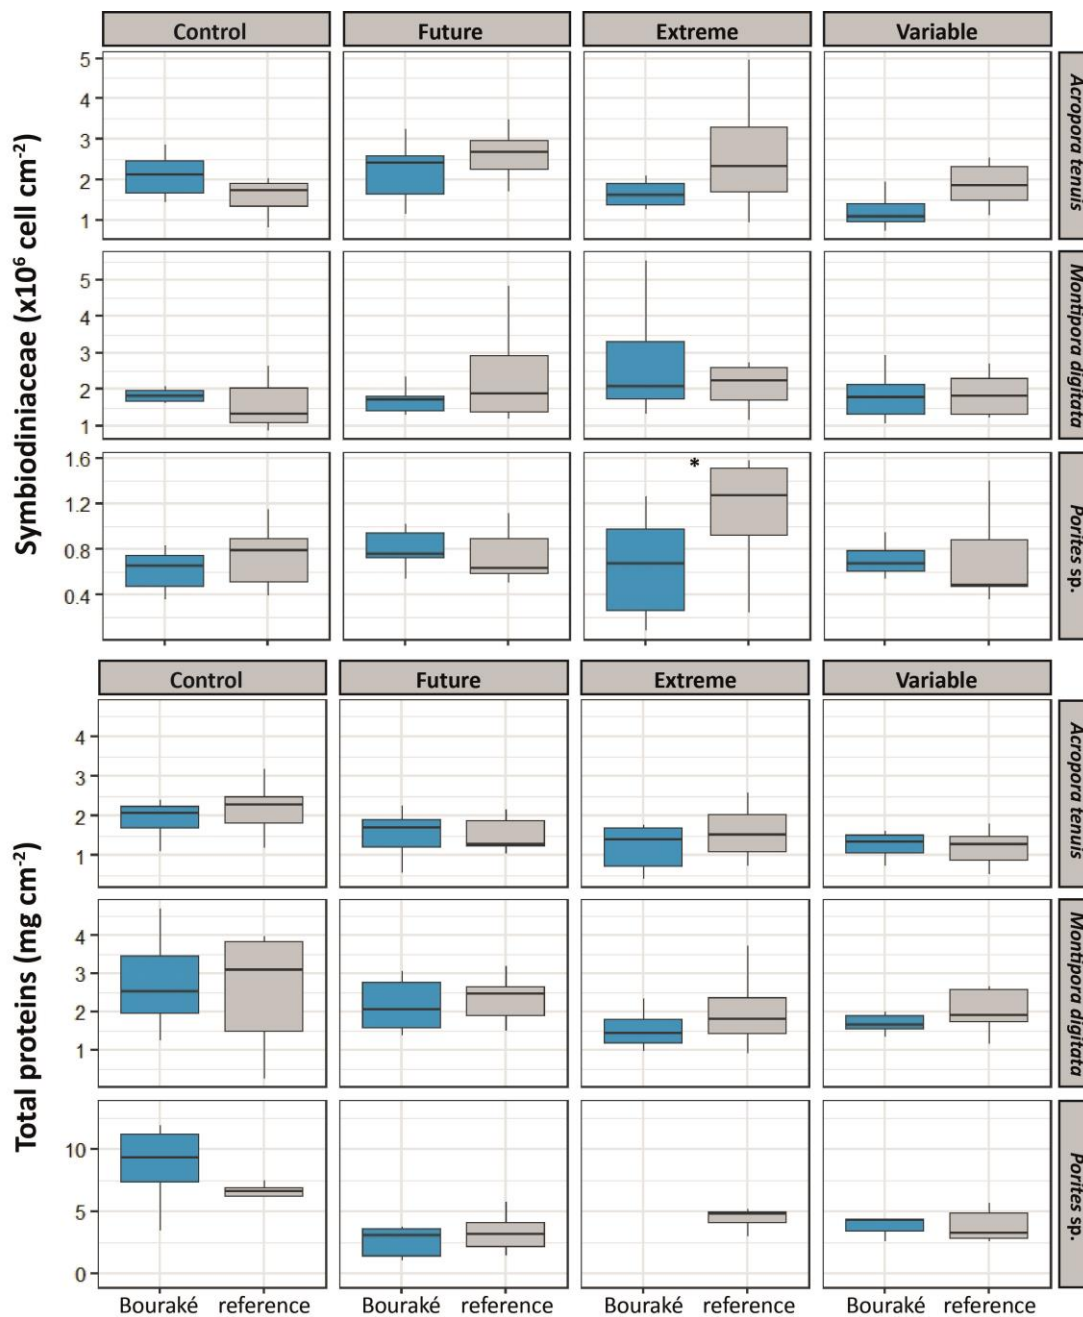 Control Future Extreme Variable
Symbiodiniaceae (x10⁶ cell cm⁻²)
5
4
3
2
1
Acropora tenuis
5
4
3
2
1
Montipora digitata
1.6
*
1.2
0.8
0.4
Porites sp.
Control Future Extreme Variable
Total proteins (mg cm⁻²)
4
3
2
1
Acropora tenuis
4
3
2
1
Montipora digitata
10
5
0
Porites sp.
Bouraké reference Bouraké reference Bouraké reference Bouraké reference